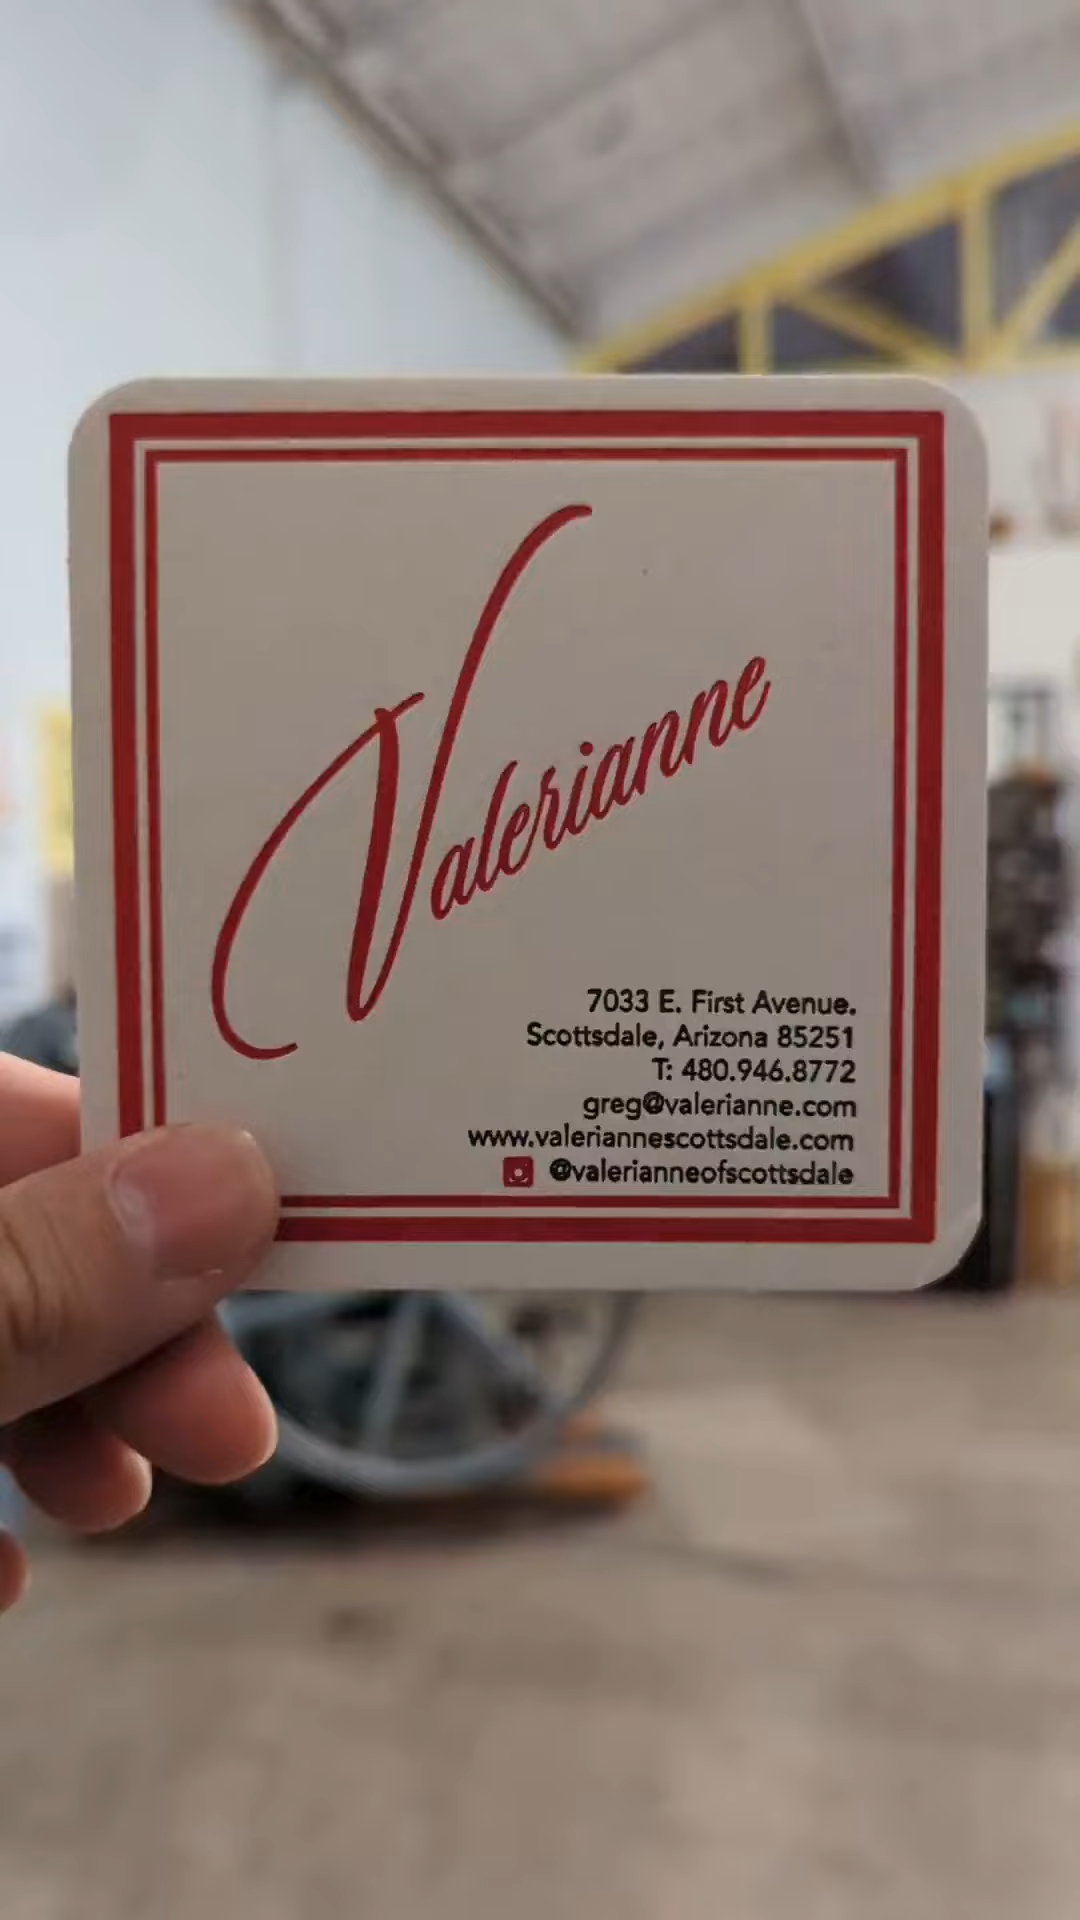 Valerianne
7033 E. First Avenue.
Scottsdale, Arizona 85251
T: 480.946.8772
greg@valerianne.com
www.valeriannescottsdale.com
@valerianneofscottsdale